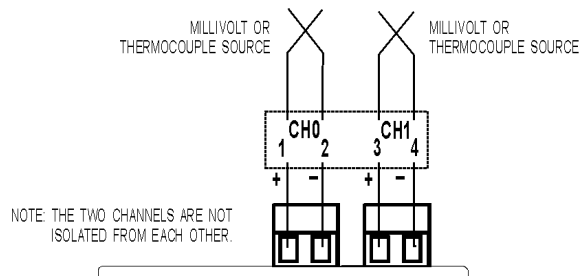 MILLIVOLT OR
THERMOCOUPLE SOURCE
MILLIVOLT OR
THERMOCOUPLE SOURCE
CH0 CH1
1 2 3 4
+ - + -
NOTE: THE TWO CHANNELS ARE NOT
ISOLATED FROM EACH OTHER.